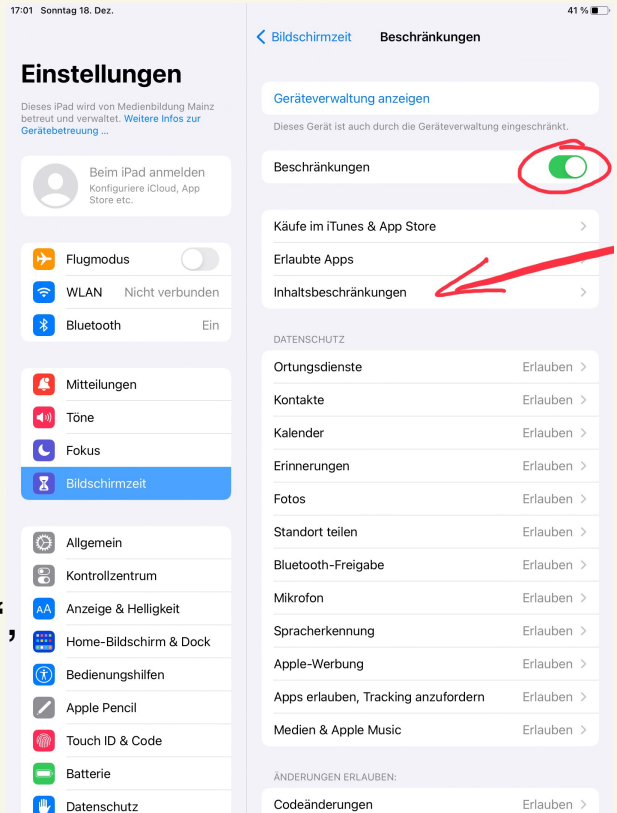 17:01 Sonntag 18. Dez.
41 %
Einstellungen
Dieses iPad wird von Medienbildung Mainz
betreut und verwaltet. Weitere Infos zur
Gerätebetreuung ...
Beim iPad anmelden
Konfiguriere iCloud, App
Store etc.
Flugmodus
WLAN Nicht verbunden
Bluetooth Ein
Mitteilungen
Töne
Fokus
Bildschirmzeit
Allgemein
Kontrollzentrum
AA Anzeige & Helligkeit
Home-Bildschirm & Dock
Bedienungshilfen
Apple Pencil
Touch ID & Code
Batterie
Datenschutz
Bildschirmzeit Beschränkungen
Geräteverwaltung anzeigen
Dieses Gerät ist auch durch die Geräteverwaltung eingeschränkt.
Beschränkungen
Käufe im iTunes & App Store
Erlaubte Apps
Inhaltsbeschränkungen
DATENSCHUTZ
Ortungsdienste Erlauben
Kontakte Erlauben
Kalender Erlauben
Erinnerungen Erlauben
Fotos Erlauben
Standort teilen Erlauben
Bluetooth-Freigabe Erlauben
Mikrofon Erlauben
Spracherkennung Erlauben
Apple-Werbung Erlauben
Apps erlauben, Tracking anzufordern Erlauben
Medien & Apple Music Erlauben
ÄNDERUNGEN ERLAUBEN:
Codeänderungen Erlauben